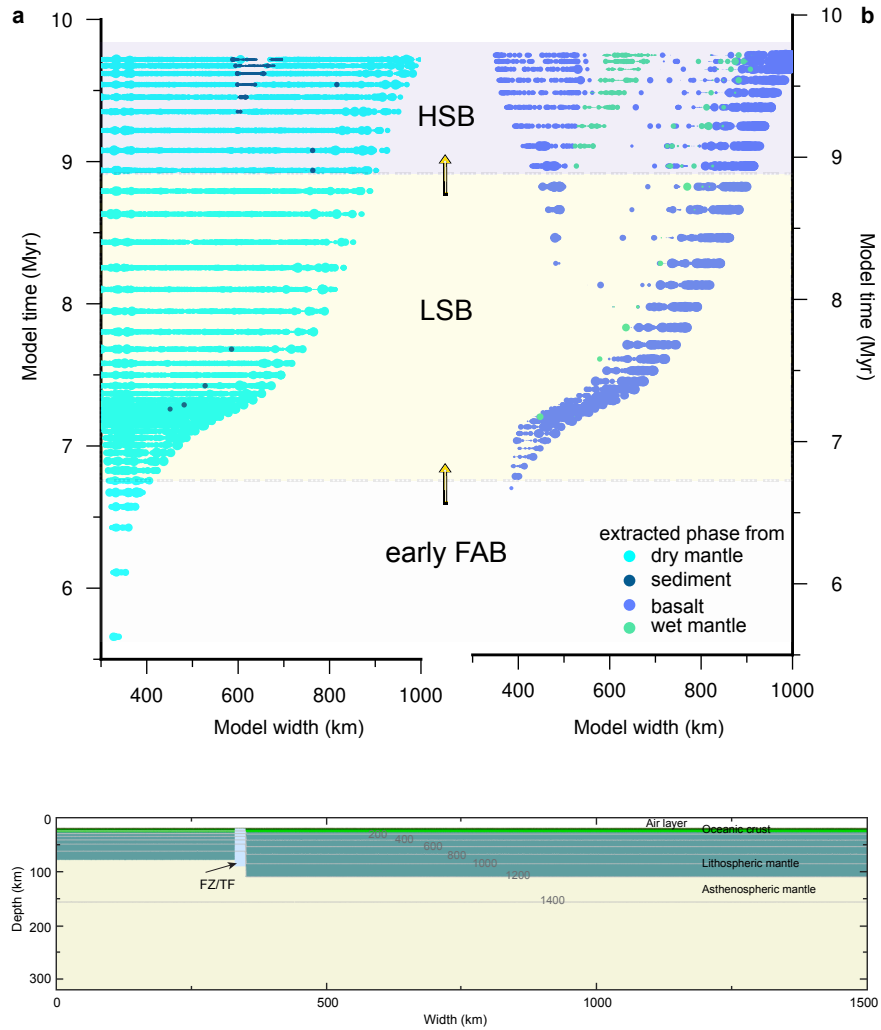 a
b
10
9
8
7
6
Model time (Myr)
400
600
800
1000
Model width (km)
HSB
LSB
early FAB
extracted phase from
dry mantle
sediment
basalt
wet mantle
10
9
8
7
6
Model time (Myr)
400
600
800
1000
Model width (km)
0
100
200
300
Depth (km)
Air layer
Oceanic crust
200
400
600
800
Lithospheric mantle
1000
1200
FZ/TF
Asthenospheric mantle
1400
0
500
1000
1500
Width (km)